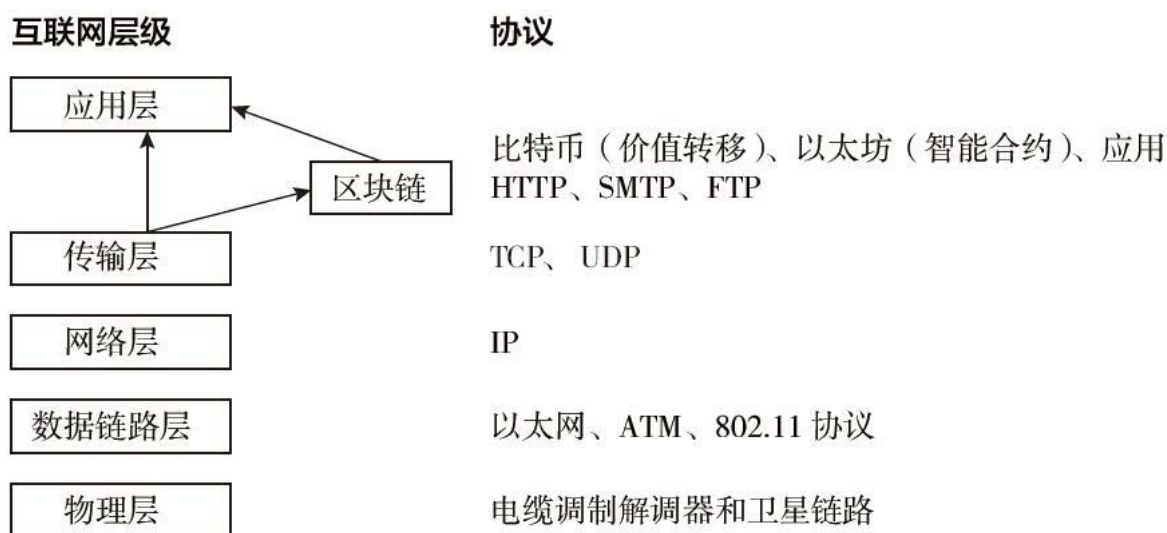 互联网层级 协议
应用层
比特币（价值转移）、以太坊（智能合约）、应用
区块链 HTTP、SMTP、FTP
传输层 TCP、UDP
网络层 IP
数据链路层 以太网、ATM、802.11 协议
物理层 电缆调制解调器和卫星链路